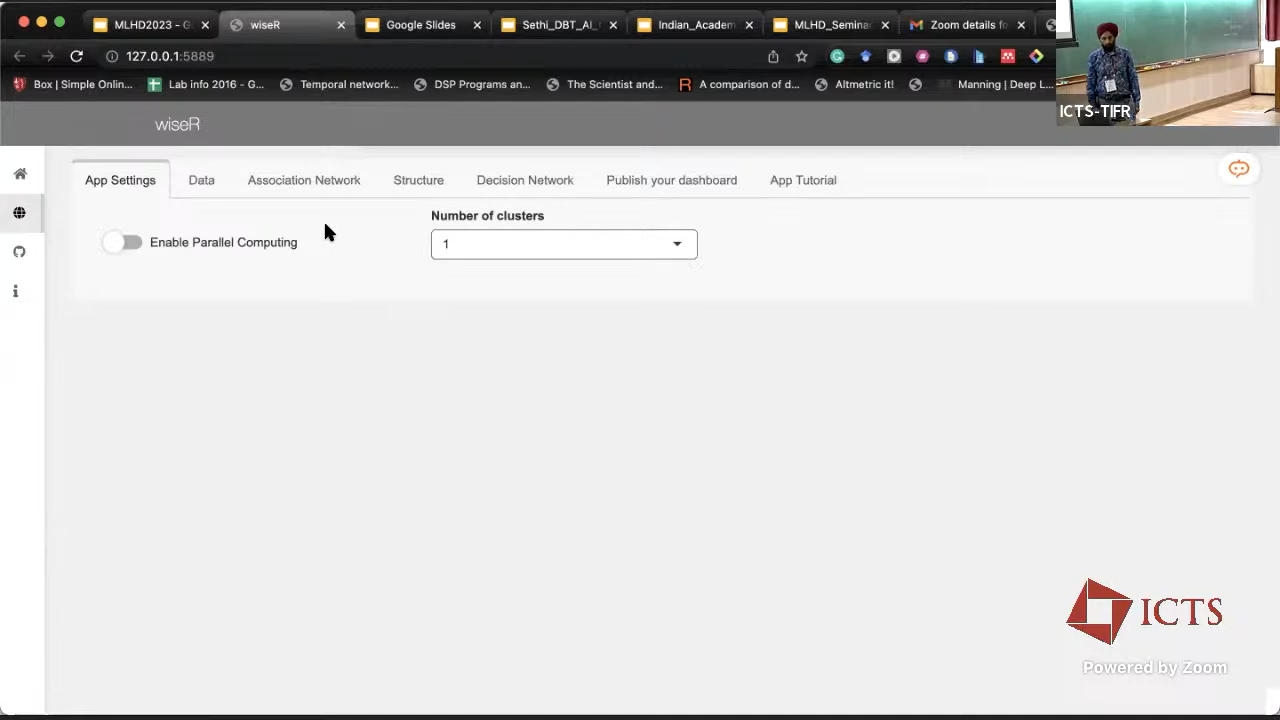 MLHD2023 - G
wiseR
Google Slides
Sethi_DBT_AI_
Indian_Academ
MLHD_Semina
Zoom details fo
127.0.0.1:5889
Box | Simple Onlin...
Lab info 2016 - G...
Temporal network...
DSP Programs an...
The Scientist and...
A comparison of d...
Altmetric it!
Manning | Deep L
ICTS-TIFR
wiseR
App Settings
Data
Association Network
Structure
Decision Network
Publish your dashboard
App Tutorial
Number of clusters
Enable Parallel Computing
1
ICTS
Powered by Zoom